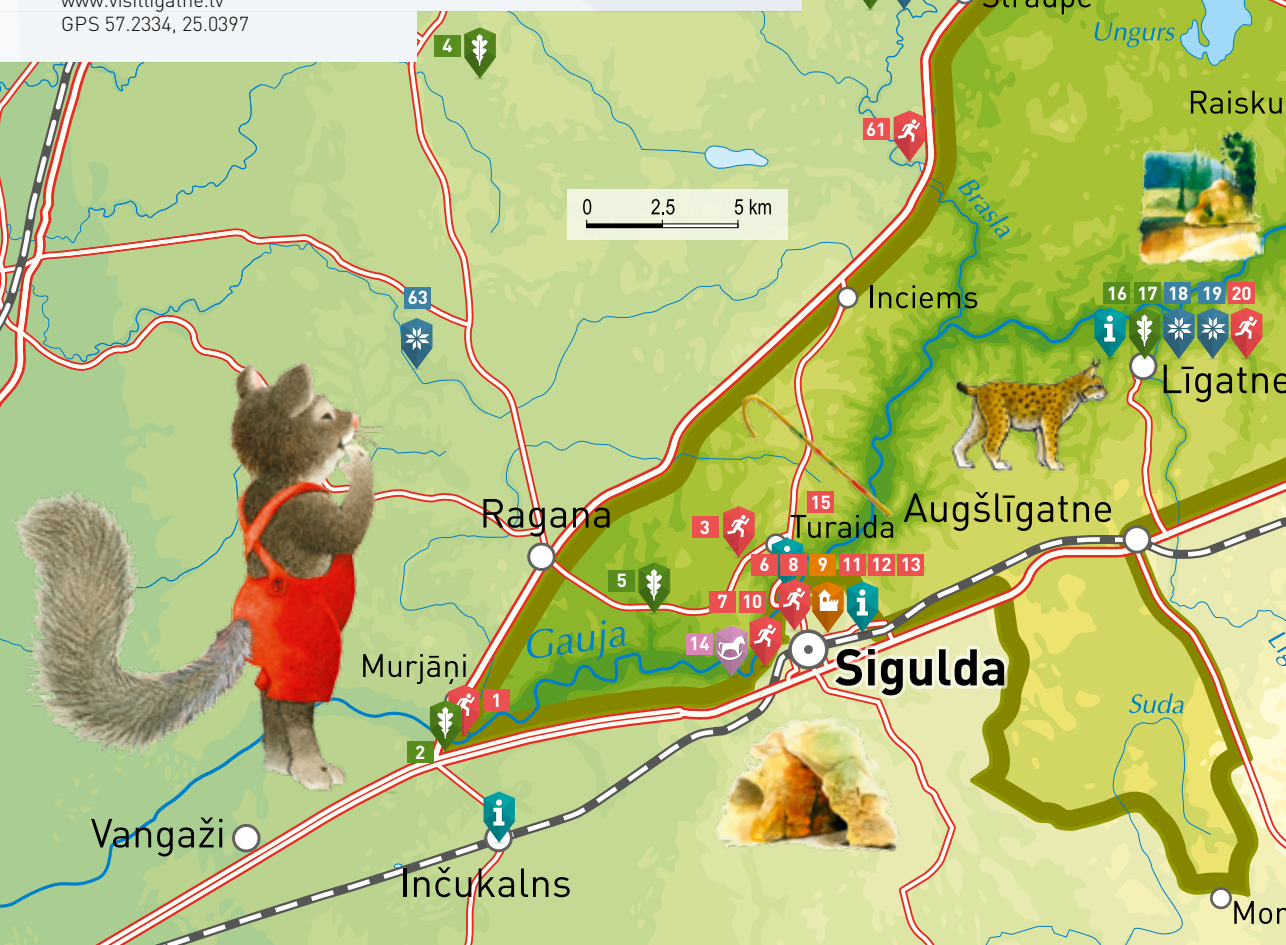 www.visitligatne.lv
GPS 57.2334, 25.0397
4
Straupe
Ungurs
Raisku
61
Brasla
0 2.5 5 km
63
Inciems
16 17 18 19 20
Līgatne
Ragana
15
3
Turaida
Augšlīgatne
6 8 9 11 12 13
5
7 10
Gauja
14
Sigulda
Murjāņi
1
2
Suda
Vangaži
Inčukalns
Mor